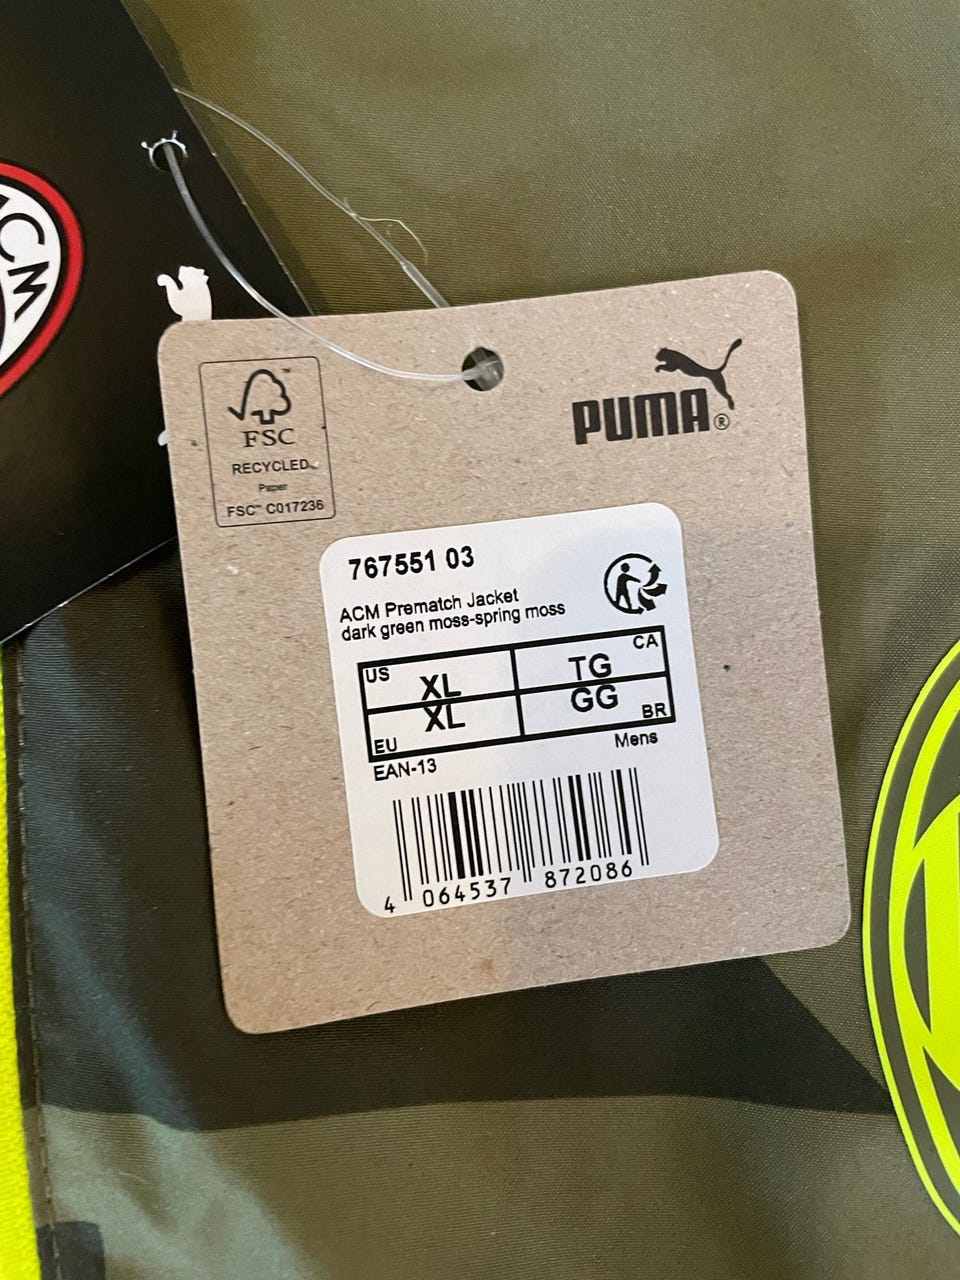 ACM
FSC
RECYCLED
Paper
FSC™ C017236
PUMA®
767551 03
ACM Prematch Jacket
dark green moss-spring moss
US XL TG CA
EU XL GG BR
EAN-13 Mens
4 064537 872086